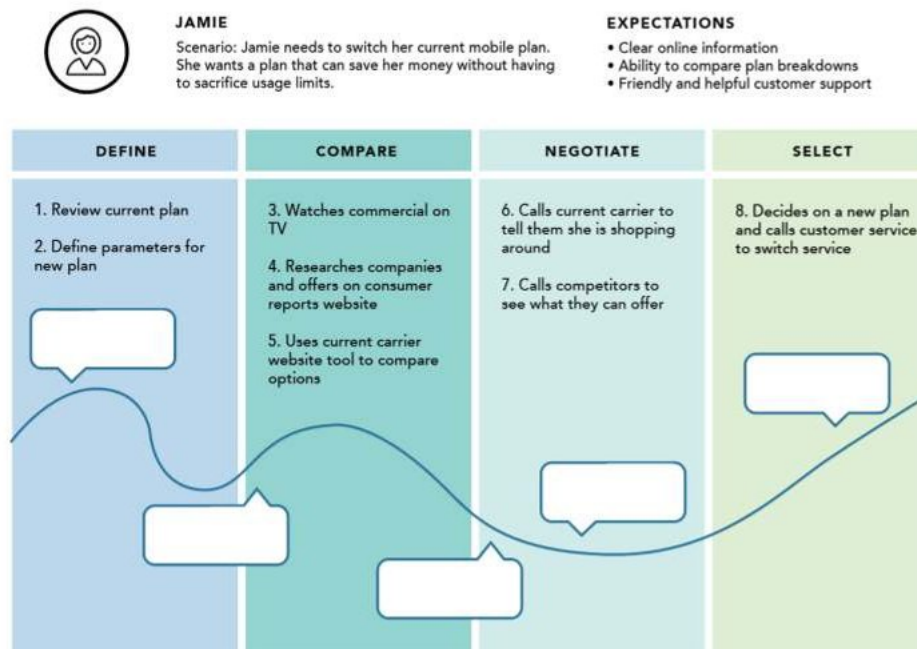 JAMIE
Scenario: Jamie needs to switch her current mobile plan.
She wants a plan that can save her money without having
to sacrifice usage limits.
EXPECTATIONS
• Clear online information
• Ability to compare plan breakdowns
• Friendly and helpful customer support
DEFINE
1. Review current plan
2. Define parameters for
new plan
COMPARE
3. Watches commercial on
TV
4. Researches companies
and offers on consumer
reports website
5. Uses current carrier
website tool to compare
options
NEGOTIATE
6. Calls current carrier to
tell them she is shopping
around
7. Calls competitors to
see what they can offer
SELECT
8. Decides on a new plan
and calls customer service
to switch service